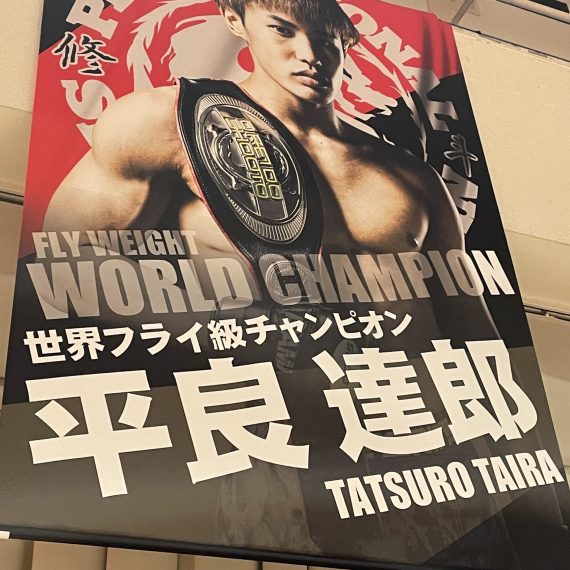 修
斗
FLY WEIGHT
WORLD CHAMPION
世界フライ級チャンピオン
平良達郎
TATSURO TAIRA